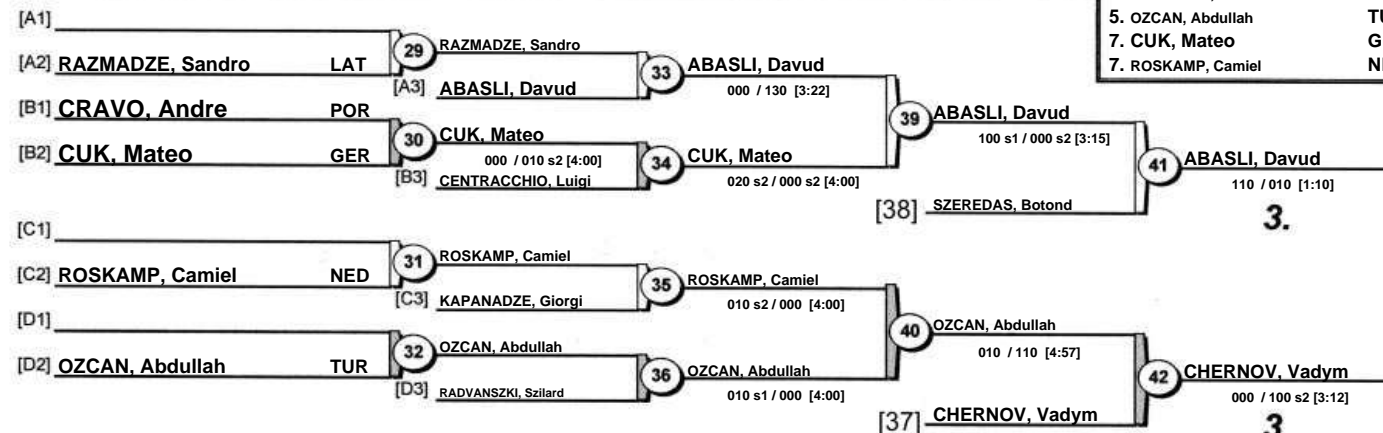 5. OZCAN, Abdullah TU
7. CUK, Mateo G
7. ROSKAMP, Camiel N
[A1]
[A2] RAZMADZE, Sandro LAT
29
RAZMADZE, Sandro
[A3] ABASLI, Davud
33
ABASLI, Davud
000 / 130 [3:22]
[B1] CRAVO, Andre POR
[B2] CUK, Mateo GER
30
CUK, Mateo
000 / 010 s2 [4:00]
[B3] CENTRACCHIO, Luigi
34
CUK, Mateo
020 s2 / 000 s2 [4:00]
39
ABASLI, Davud
100 s1 / 000 s2 [3:15]
[38] SZEREDAS, Botond
41
ABASLI, Davud
110 / 010 [1:10]
3.
[C1]
[C2] ROSKAMP, Camiel NED
31
ROSKAMP, Camiel
[C3] KAPANADZE, Giorgi
35
ROSKAMP, Camiel
010 s2 / 000 [4:00]
[D1]
[D2] OZCAN, Abdullah TUR
32
OZCAN, Abdullah
[D3] RADVANSZKI, Szilard
36
OZCAN, Abdullah
010 s1 / 000 [4:00]
40
OZCAN, Abdullah
010 / 110 [4:57]
[37] CHERNOV, Vadym
42
CHERNOV, Vadym
000 / 100 s2 [3:12]
3